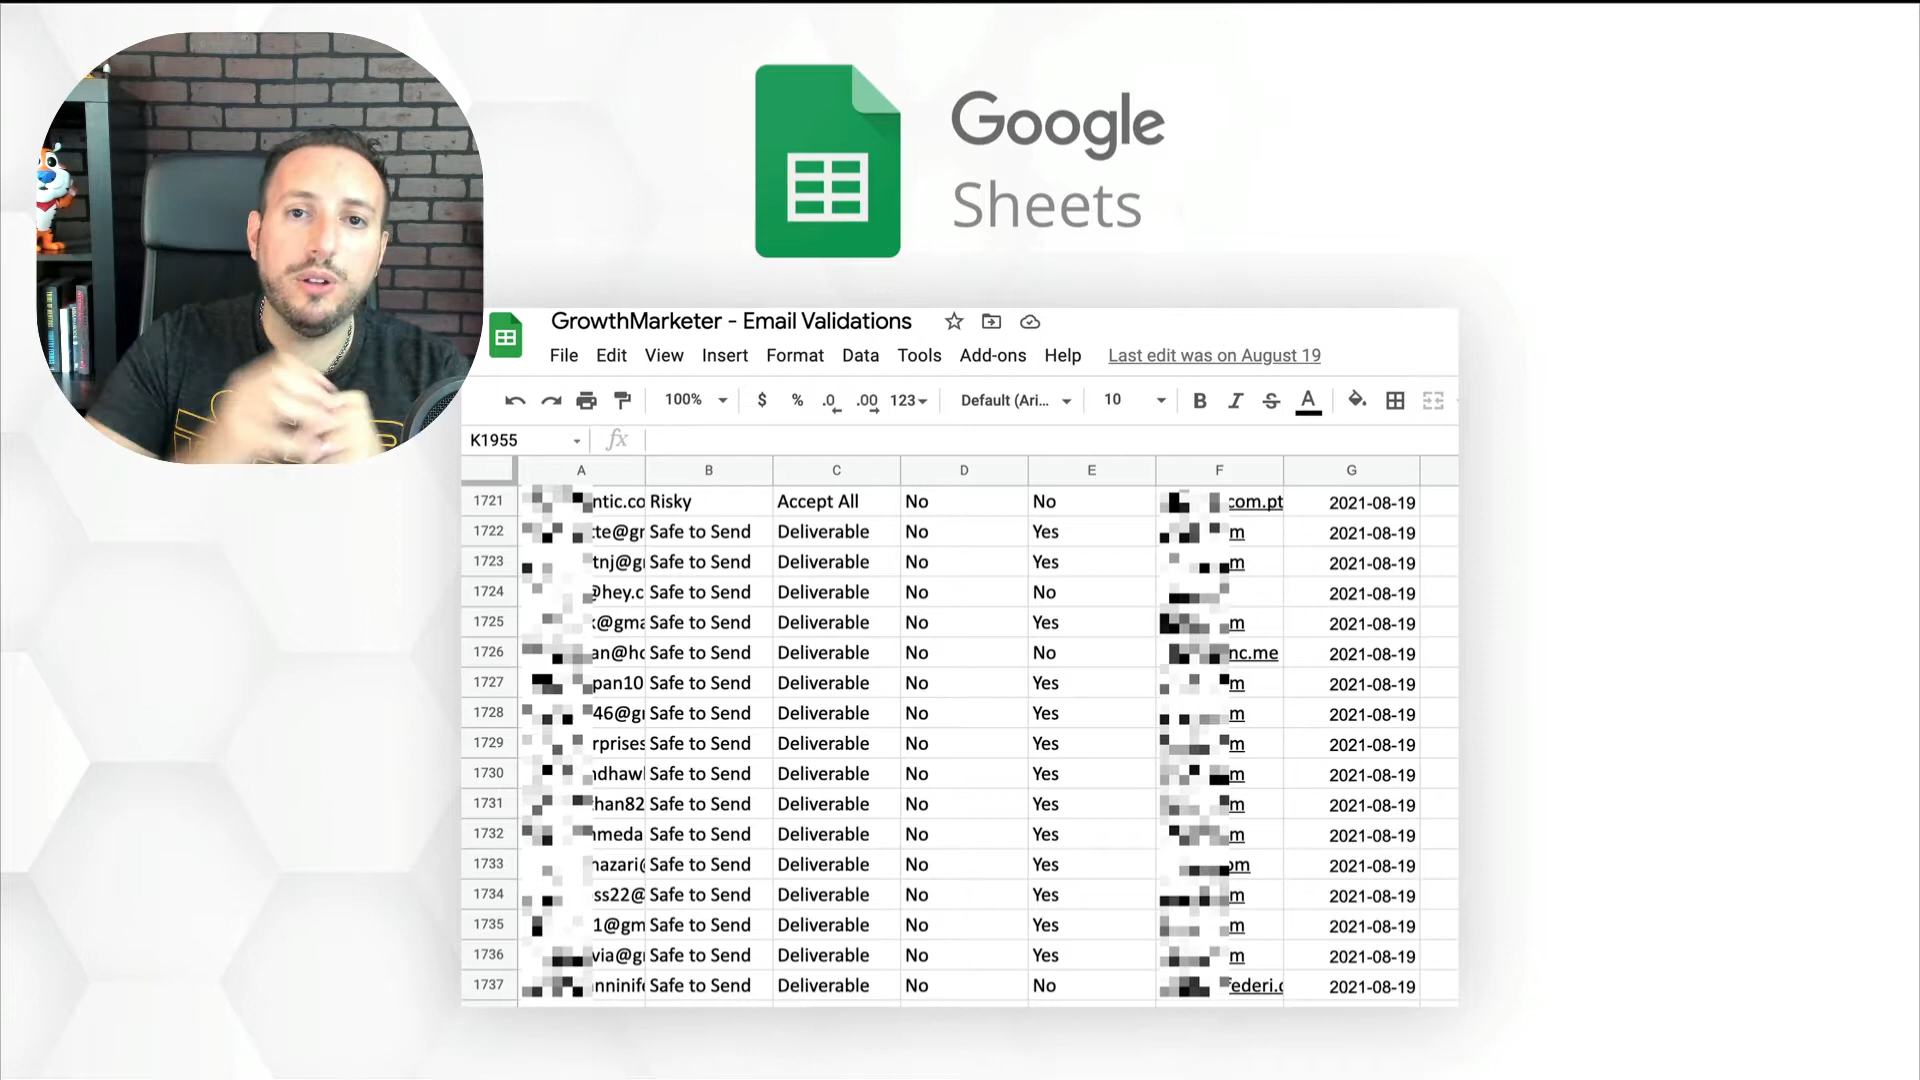 Google
Sheets
GrowthMarketer - Email Validations
File Edit View Insert Format Data Tools Add-ons Help Last edit was on August 19
100% $ % .0 .00 123 Default (Ari... 10 B I S A
K1955 fx
A B C D E F G
1721 ntic.co Risky Accept All No No com.pt 2021-08-19
1722 te@gr Safe to Send Deliverable No Yes m 2021-08-19
1723 tnj@g Safe to Send Deliverable No Yes m 2021-08-19
1724 @hey.c Safe to Send Deliverable No No 2021-08-19
1725 @gma Safe to Send Deliverable No Yes m 2021-08-19
1726 an@ho Safe to Send Deliverable No No nc.me 2021-08-19
1727 pan10 Safe to Send Deliverable No Yes m 2021-08-19
1728 46@g Safe to Send Deliverable No Yes m 2021-08-19
1729 rprises Safe to Send Deliverable No Yes m 2021-08-19
1730 ndhaw Safe to Send Deliverable No Yes m 2021-08-19
1731 han82 Safe to Send Deliverable No Yes m 2021-08-19
1732 meda Safe to Send Deliverable No Yes m 2021-08-19
1733 hazari@ Safe to Send Deliverable No Yes om 2021-08-19
1734 ss22@ Safe to Send Deliverable No Yes m 2021-08-19
1735 1@gm Safe to Send Deliverable No Yes m 2021-08-19
1736 via@g Safe to Send Deliverable No Yes m 2021-08-19
1737 nninif Safe to Send Deliverable No No federi.c 2021-08-19